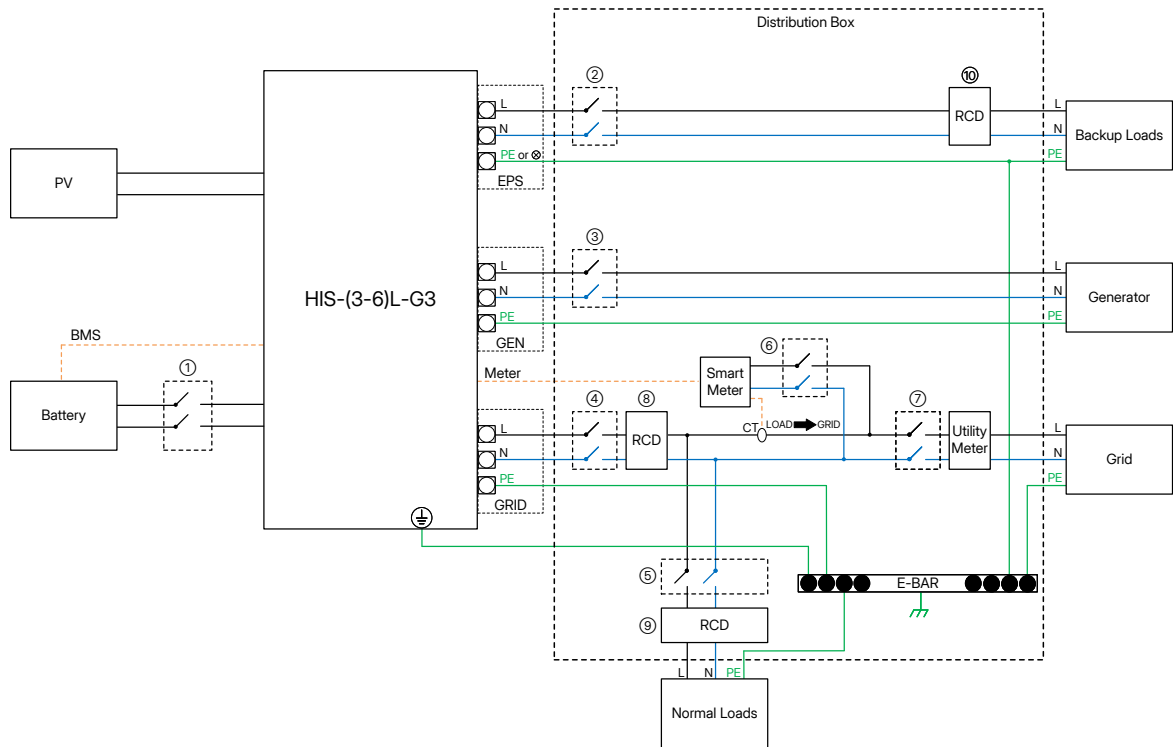 Distribution Box
②
⑩
L
L
RCD
N
N
Backup Loads
PV
PE or ⊗
PE
EPS
③
L
L
HIS-(3-6)L-G3
N
N
Generator
PE
PE
BMS
GEN
①
⑥
Meter
Smart
Meter
Battery
④
⑧
⑦
CT
LOAD
GRID
L
RCD
Utility
Meter
L
N
N
Grid
PE
PE
GRID
⑤
E-BAR
⑨
RCD
L
N
PE
Normal Loads